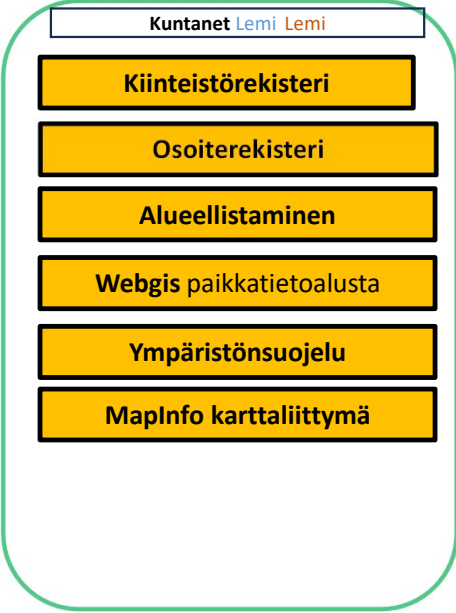 Kuntanet Lemi Lemi
Kiinteistörekisteri
Osoiterekisteri
Alueellistaminen
Webgis paikkatietoalusta
Ympäristönsuojelu
MapInfo karttaliittymä